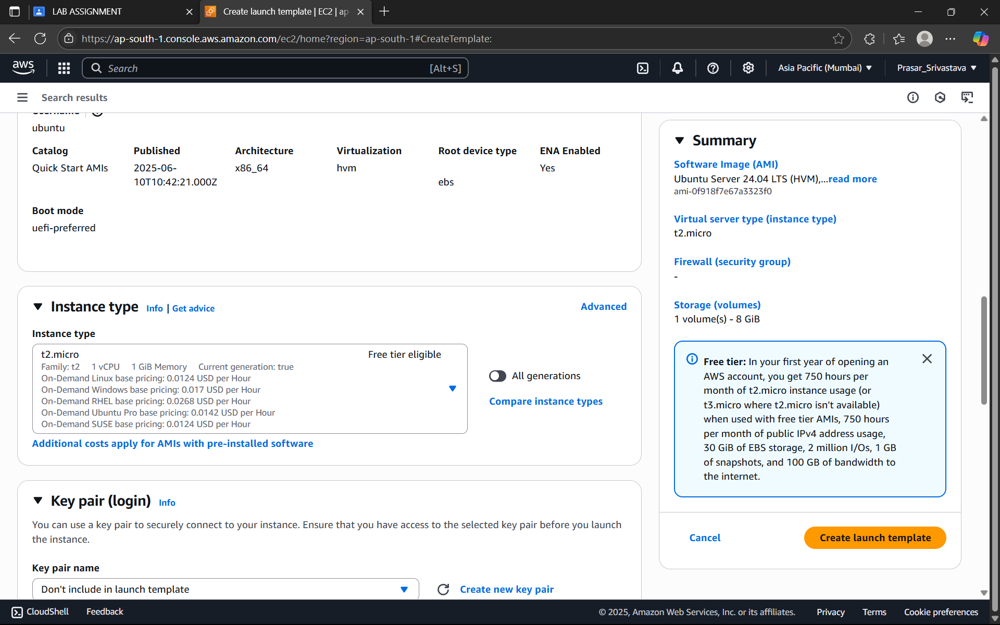 LAB ASSIGNMENT
Create launch template | EC2 | ap-
https://ap-south-1.console.aws.amazon.com/ec2/home?region=ap-south-1#CreateTemplate:
aws
Search
[Alt+S]
Asia Pacific (Mumbai)
Prasar_Srivastava
Search results
Username
ubuntu
Catalog
Published
Architecture
Virtualization
Root device type
ENA Enabled
Quick Start AMIs
2025-06-
10T10:42:21.000Z
x86_64
hvm
ebs
Yes
Boot mode
uefi-preferred
Instance type
Info | Get advice
Advanced
Instance type
t2.micro
Free tier eligible
Family: t2 1 vCPU 1 GiB Memory Current generation: true
On-Demand Linux base pricing: 0.0124 USD per Hour
On-Demand Windows base pricing: 0.017 USD per Hour
On-Demand RHEL base pricing: 0.0268 USD per Hour
On-Demand Ubuntu Pro base pricing: 0.0142 USD per Hour
On-Demand SUSE base pricing: 0.0124 USD per Hour
All generations
Compare instance types
Additional costs apply for AMIs with pre-installed software
Key pair (login)
Info
You can use a key pair to securely connect to your instance. Ensure that you have access to the selected key pair before you launch
the instance.
Key pair name
Don't include in launch template
Create new key pair
Summary
Software Image (AMI)
Ubuntu Server 24.04 LTS (HVM),...read more
ami-0f918f7e67a3323f0
Virtual server type (instance type)
t2.micro
Firewall (security group)
-
Storage (volumes)
1 volume(s) - 8 GiB
Free tier: In your first year of opening an
AWS account, you get 750 hours per
month of t2.micro instance usage (or
t3.micro where t2.micro isn't available)
when used with free tier AMIs, 750 hours
per month of public IPv4 address usage,
30 GiB of EBS storage, 2 million I/Os, 1 GB
of snapshots, and 100 GB of bandwidth to
the internet.
Cancel
Create launch template
CloudShell
Feedback
© 2025, Amazon Web Services, Inc. or its affiliates.
Privacy
Terms
Cookie preferences